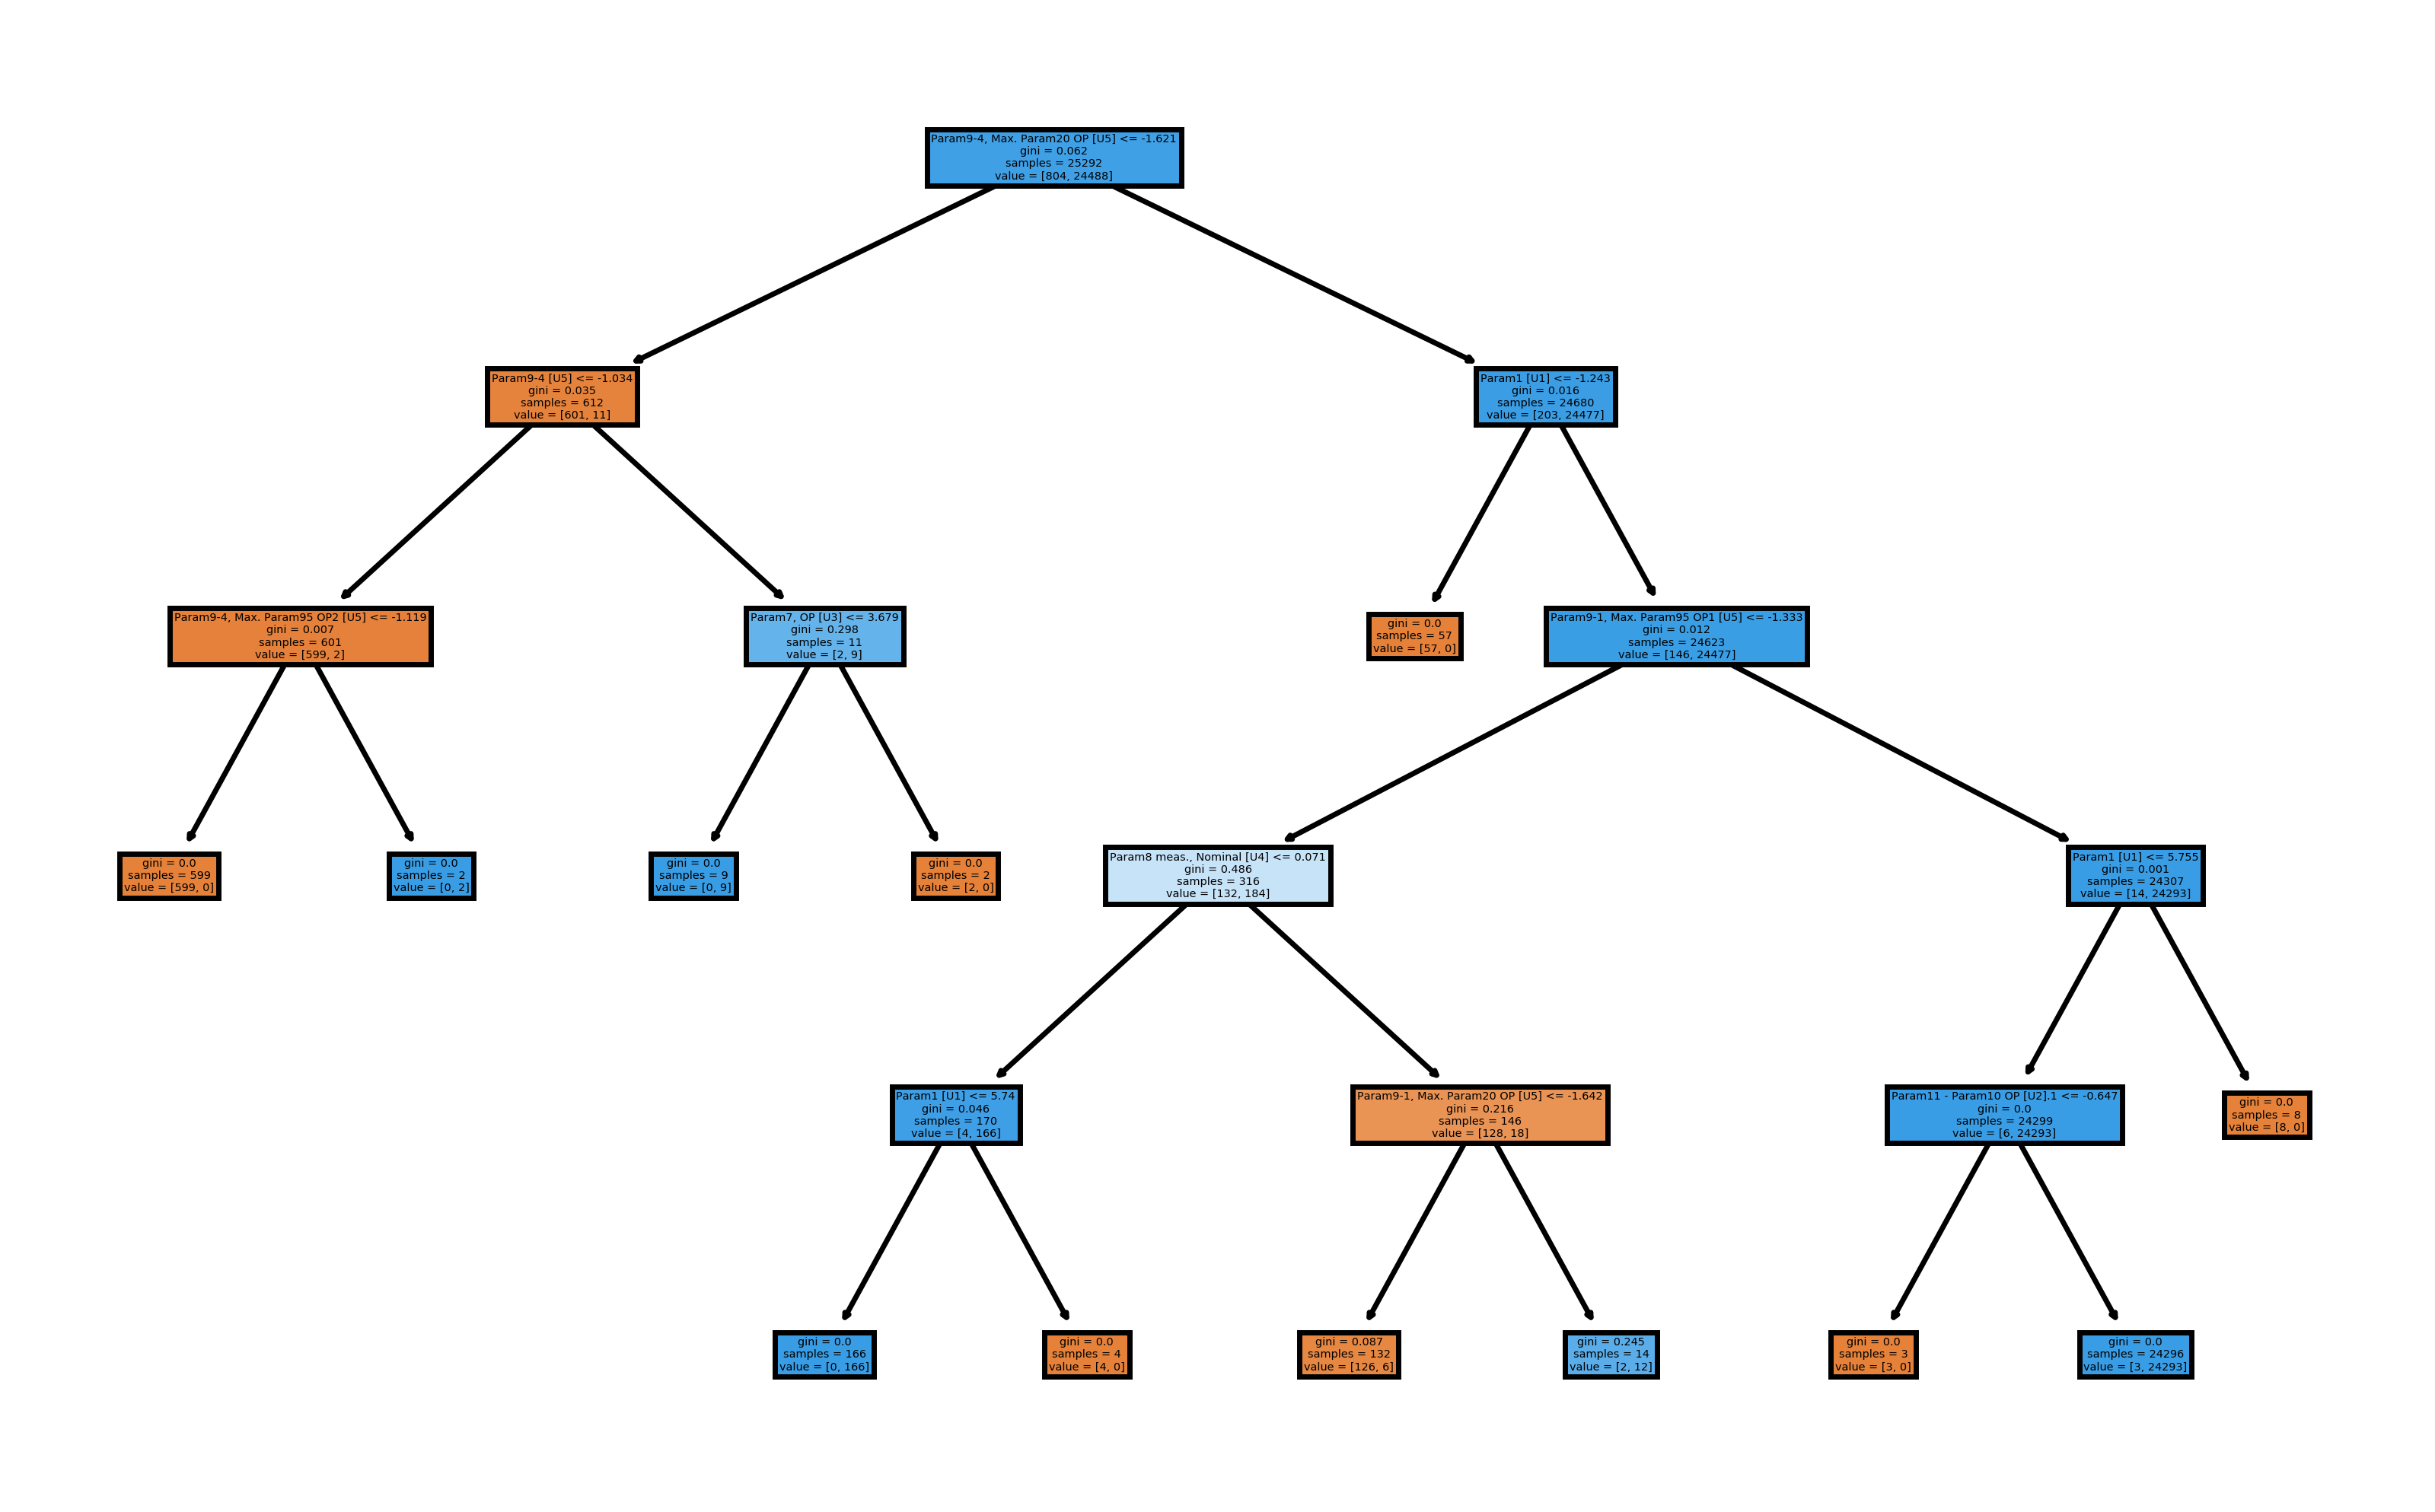 Param9-4, Max. Param20 OP [U5] <= -1.621
gini = 0.062
samples = 25292
value = [804, 24488]
Param9-4 [U5] <= -1.034
gini = 0.035
samples = 612
value = [601, 11]
Param1 [U1] <= -1.243
gini = 0.016
samples = 24680
value = [203, 24477]
Param9-4, Max. Param95 OP2 [U5] <= -1.119
gini = 0.007
samples = 601
value = [599, 2]
Param7, OP [U3] <= 3.679
gini = 0.298
samples = 11
value = [2, 9]
gini = 0.0
samples = 57
value = [57, 0]
Param9-1, Max. Param95 OP1 [U5] <= -1.333
gini = 0.012
samples = 24623
value = [146, 24477]
gini = 0.0
samples = 599
value = [599, 0]
gini = 0.0
samples = 2
value = [0, 2]
gini = 0.0
samples = 9
value = [0, 9]
gini = 0.0
samples = 2
value = [2, 0]
Param8 meas., Nominal [U4] <= 0.071
gini = 0.486
samples = 316
value = [132, 184]
Param1 [U1] <= 5.755
gini = 0.001
samples = 24307
value = [14, 24293]
Param1 [U1] <= 5.74
gini = 0.046
samples = 170
value = [4, 166]
Param9-1, Max. Param20 OP [U5] <= -1.642
gini = 0.216
samples = 146
value = [128, 18]
Param11 - Param10 OP [U2].1 <= -0.647
gini = 0.0
samples = 24299
value = [6, 24293]
gini = 0.0
samples = 8
value = [8, 0]
gini = 0.0
samples = 166
value = [0, 166]
gini = 0.0
samples = 4
value = [4, 0]
gini = 0.087
samples = 132
value = [126, 6]
gini = 0.245
samples = 14
value = [2, 12]
gini = 0.0
samples = 3
value = [3, 0]
gini = 0.0
samples = 24296
value = [3, 24293]